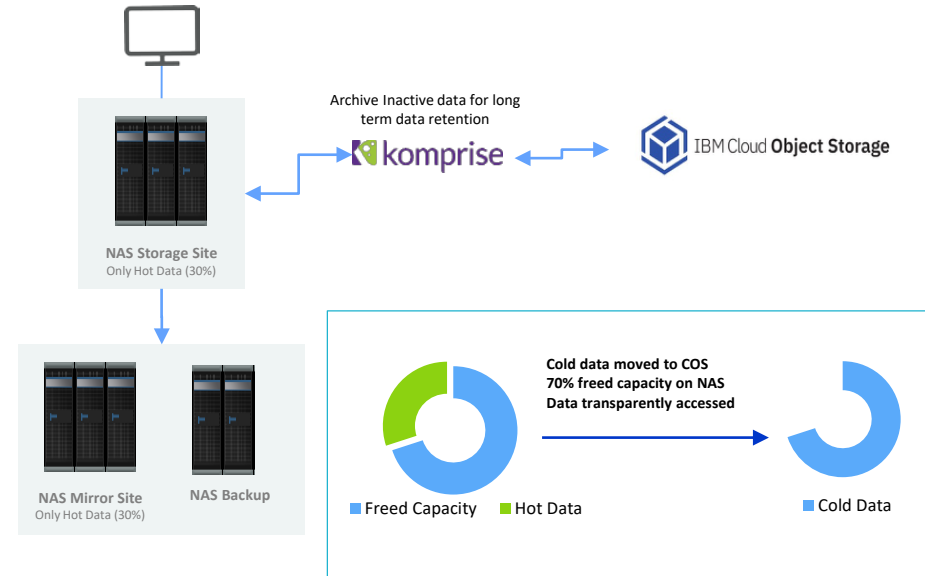 Archive Inactive data for long
term data retention
komprise
IBM Cloud Object Storage
NAS Storage Site
Only Hot Data (30%)
NAS Mirror Site
Only Hot Data (30%)
NAS Backup
Cold data moved to COS
70% freed capacity on NAS
Data transparently accessed
Freed Capacity
Hot Data
Cold Data